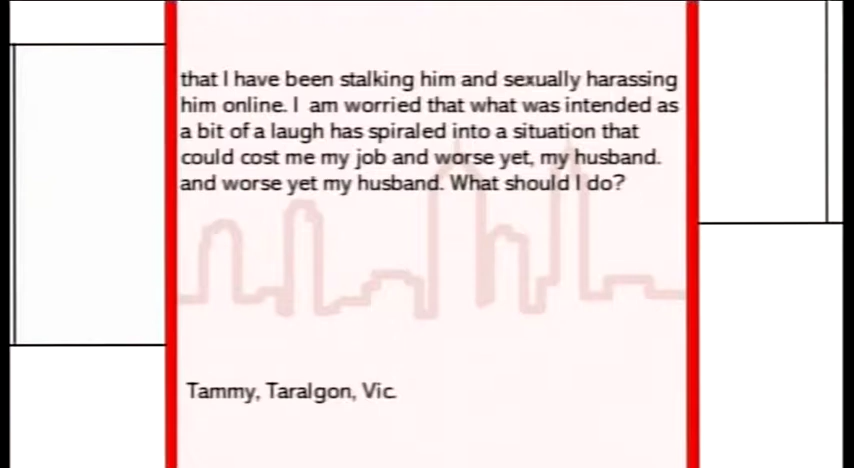 that I have been stalking him and sexually harassing
him online. I am worried that what was intended as
a bit of a laugh has spiraled into a situation that
could cost me my job and worse yet, my husband.
and worse yet my husband. What should I do?
Tammy, Taralgon, Vic